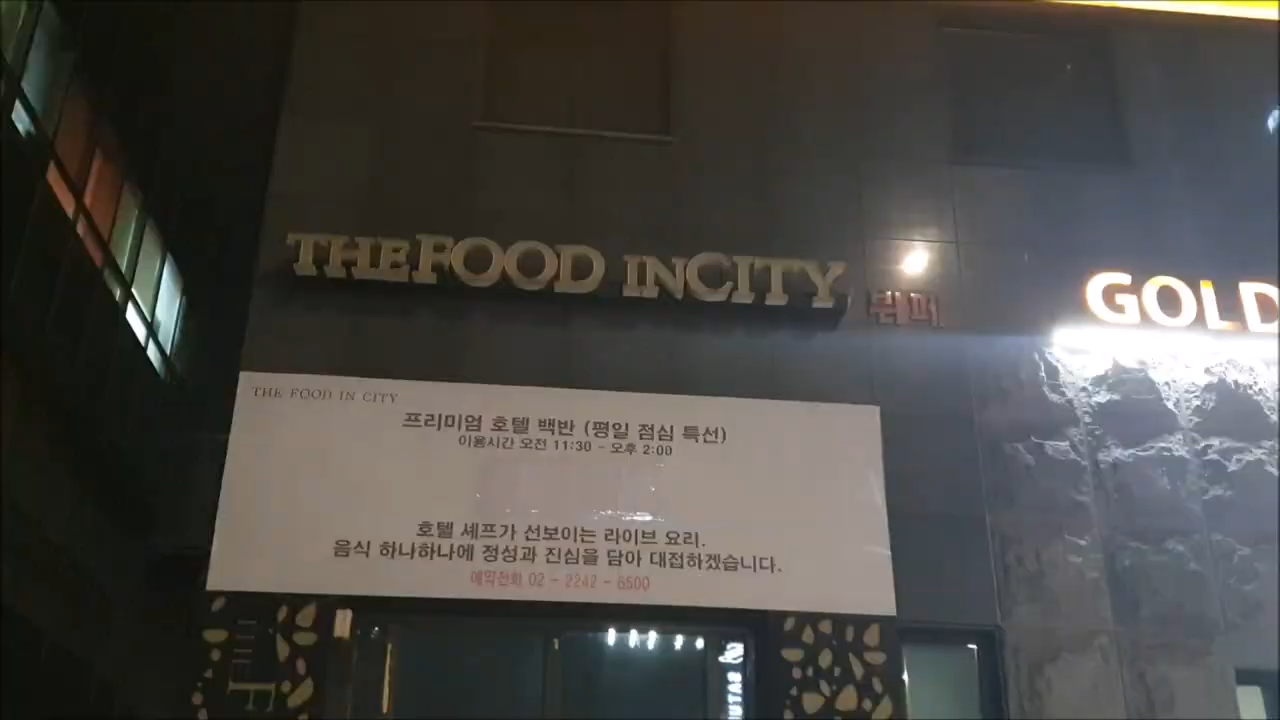 THE FOOD IN CITY
뷔페
GOLD
THE FOOD IN CITY
프리미엄 호텔 백반 (평일 점심 특선)
이용시간 오전 11:30 - 오후 2:00
호텔 셰프가 선보이는 라이브 요리.
음식 하나하나에 정성과 진심을 담아 대접하겠습니다.
예약전화 02 - 2242 - 6500